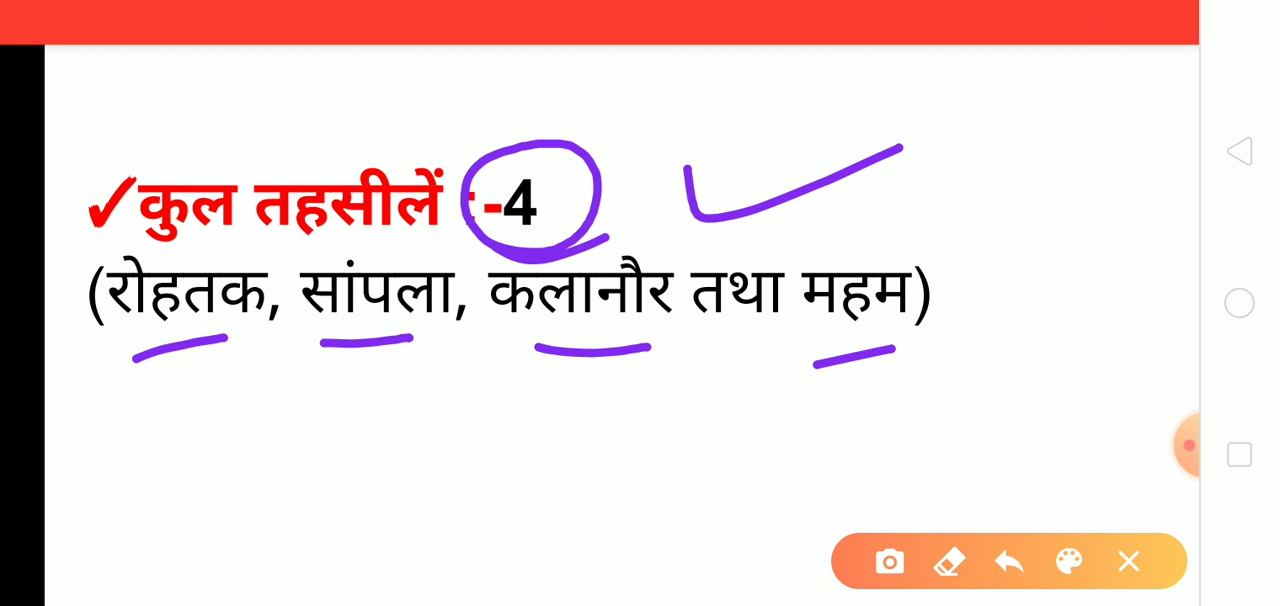 ✓कुल तहसीलें :-4
(रोहतक, सांपला, कलानौर तथा महम)